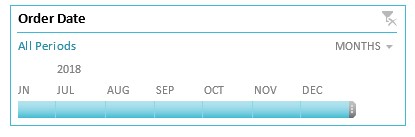 Order Date
All Periods MONTHS
2018
JN JUL AUG SEP OCT NOV DEC